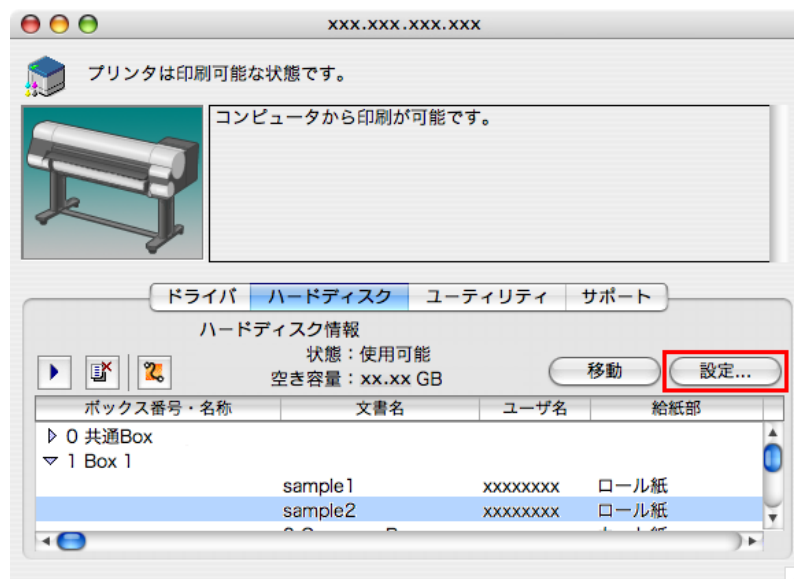 xxx.xxx.xxx.xxx
プリンタは印刷可能な状態です。
コンピュータから印刷が可能です。
ドライバ ハードディスク ユーティリティ サポート
ハードディスク情報
状態：使用可能
空き容量：xx.xx GB
移動 設定...
ボックス番号・名称 文書名 ユーザ名 給紙部
0 共通Box
1 Box 1
sample1 xxxxxxxx ロール紙
sample2 xxxxxxxx ロール紙